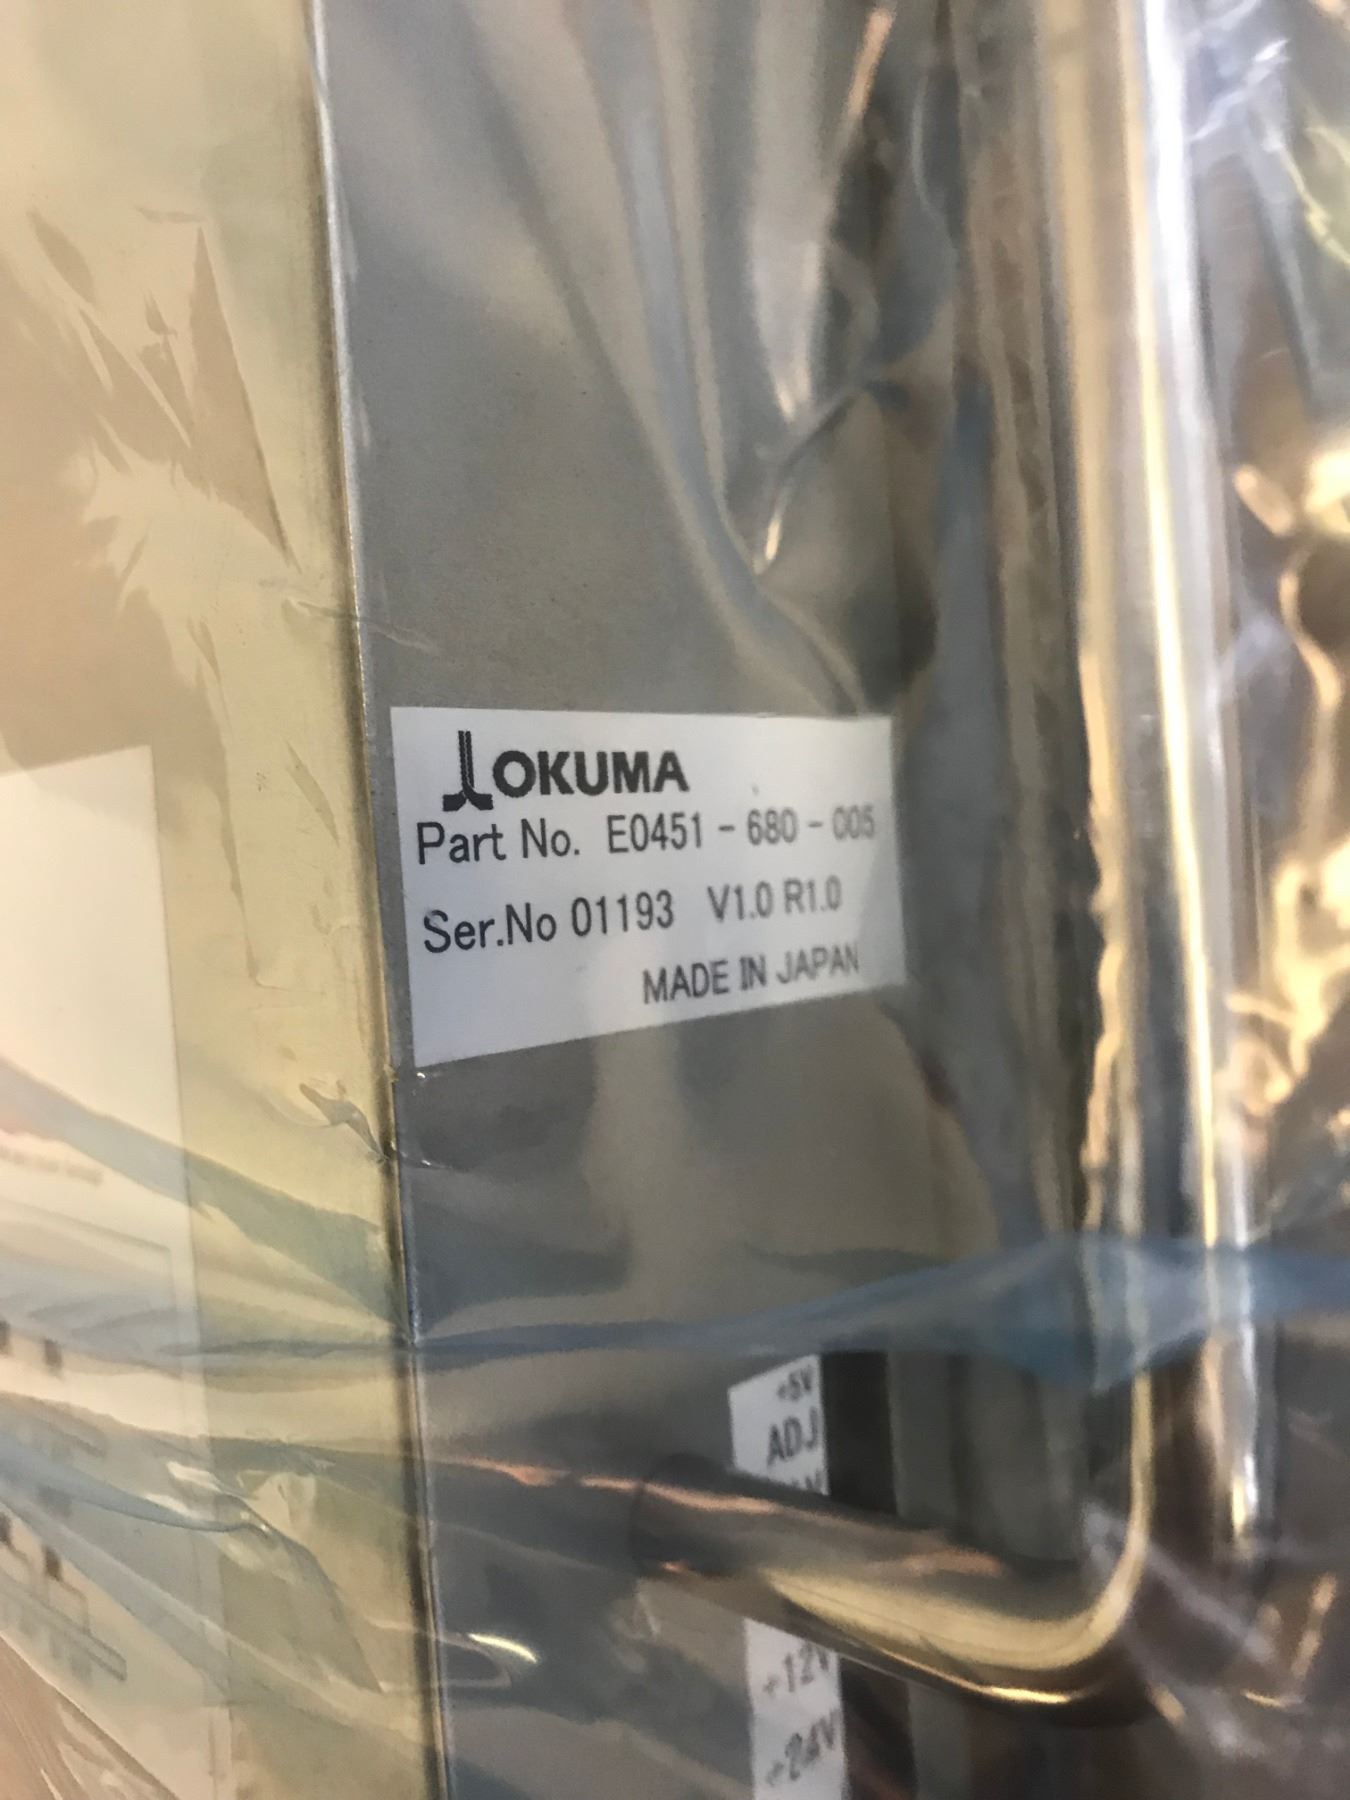 OKUMA
Part No. E0451-680-005
Ser.No 01193 V1.0 R1.0
MADE IN JAPAN
+5V
ADJ
+12V
+24V